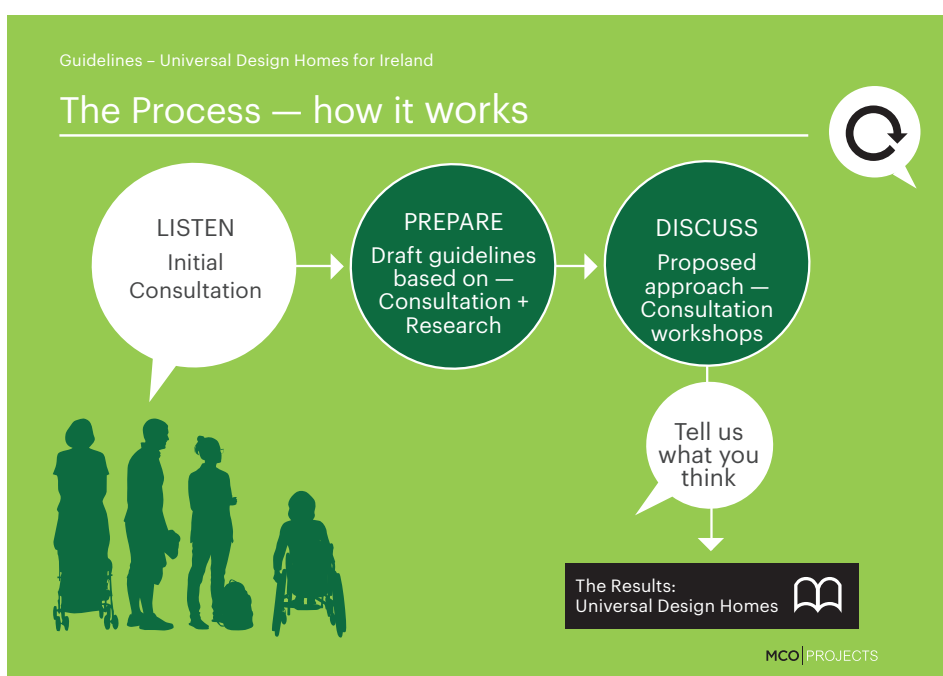 Guidelines – Universal Design Homes for Ireland
The Process — how it works
LISTEN
Initial
Consultation
PREPARE
Draft guidelines
based on —
Consultation +
Research
DISCUSS
Proposed
approach —
Consultation
workshops
Tell us
what you
think
The Results:
Universal Design Homes
MCO|PROJECTS